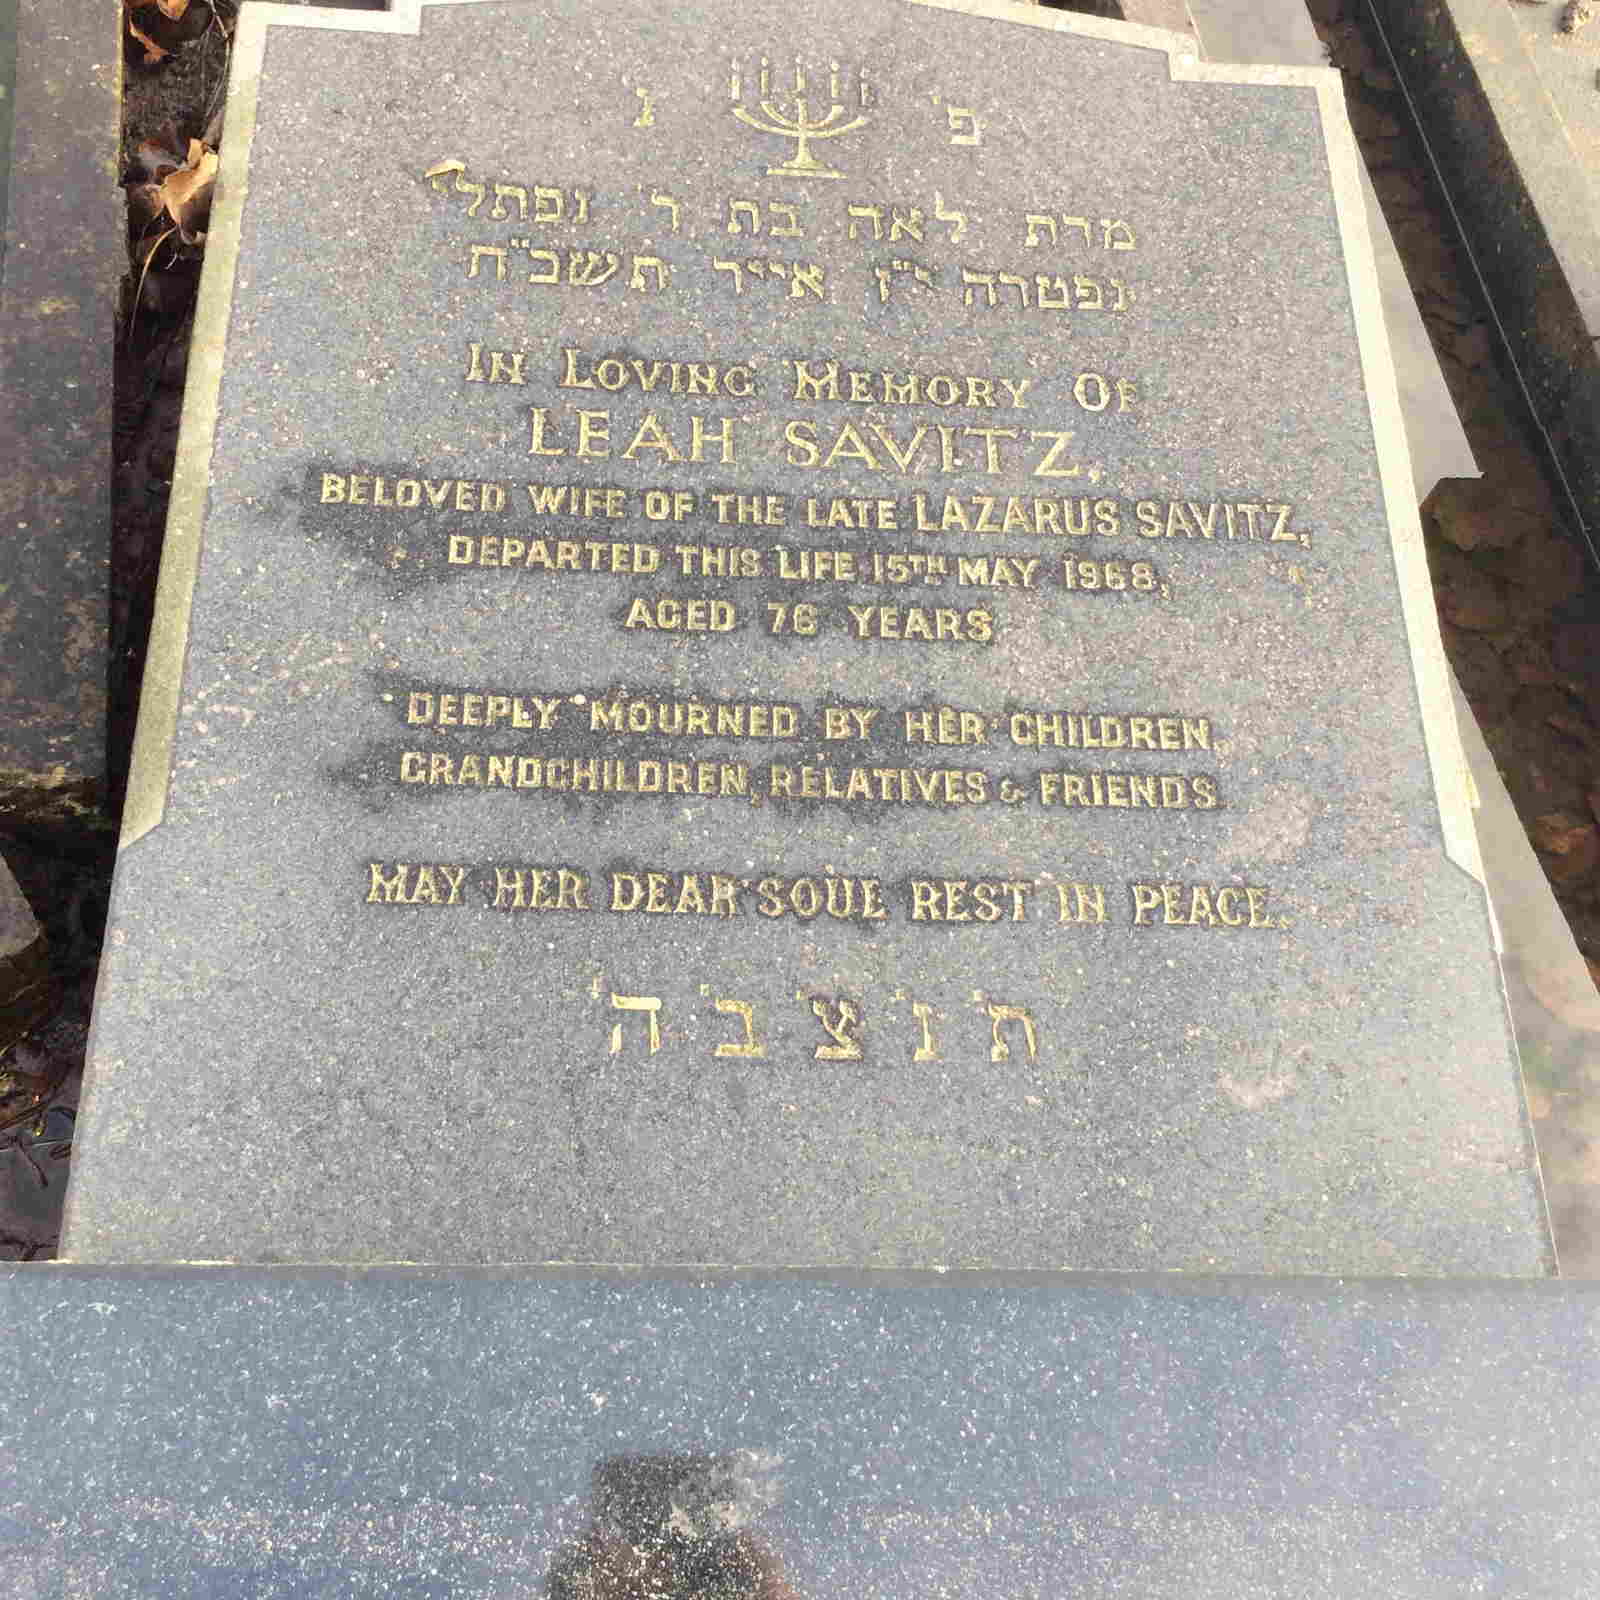 פ' נ'
מרת לאה בת ר' נפתלי
נפטרה י"ז אייר תשכ"ח
IN LOVING MEMORY OF
LEAH SAVITZ,
BELOVED WIFE OF THE LATE LAZARUS SAVITZ,
DEPARTED THIS LIFE 15TH MAY 1968,
AGED 76 YEARS
DEEPLY MOURNED BY HER CHILDREN,
GRANDCHILDREN, RELATIVES & FRIENDS.
MAY HER DEAR SOUL REST IN PEACE.
ת' נ' צ' ב' ה'